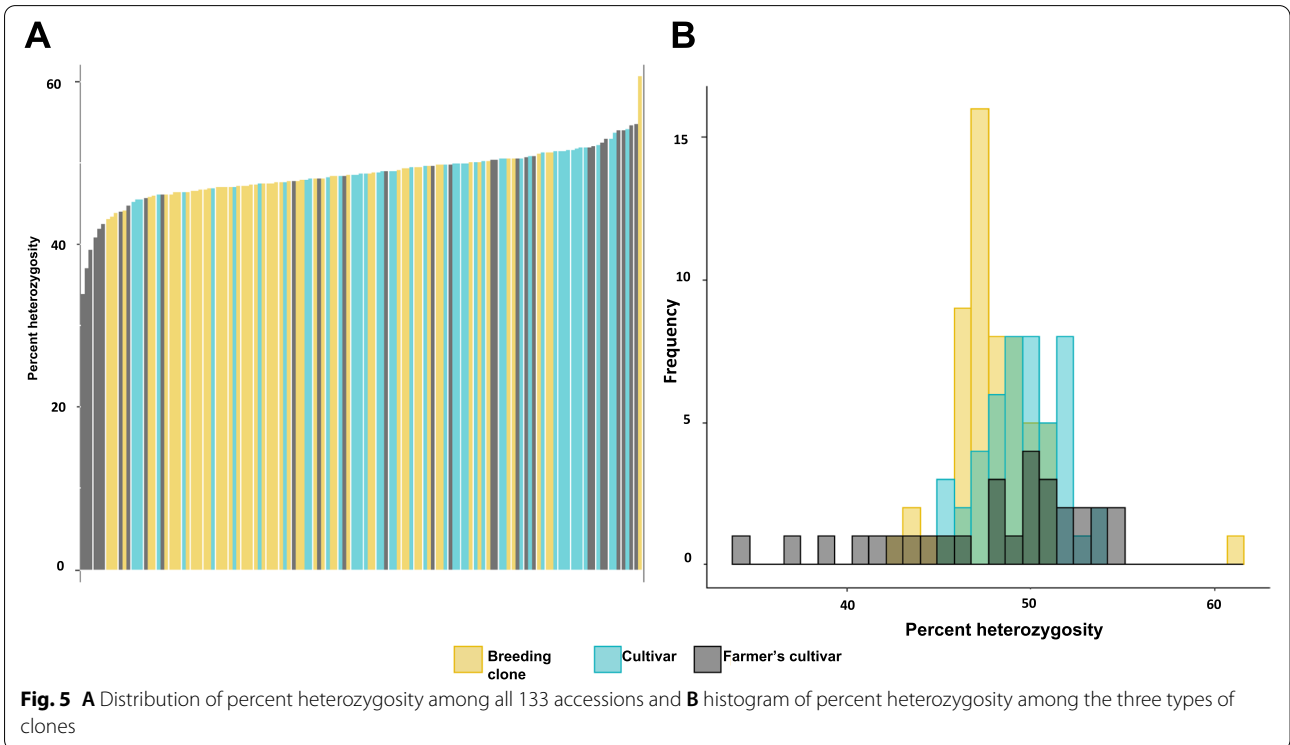 A
B
60
40
20
0
Percent heterozygosity
15
10
5
0
Frequency
40
50
60
Percent heterozygosity
Breeding
clone
Cultivar
Farmer's cultivar
Fig. 5 A Distribution of percent heterozygosity among all 133 accessions and B histogram of percent heterozygosity among the three types of
clones